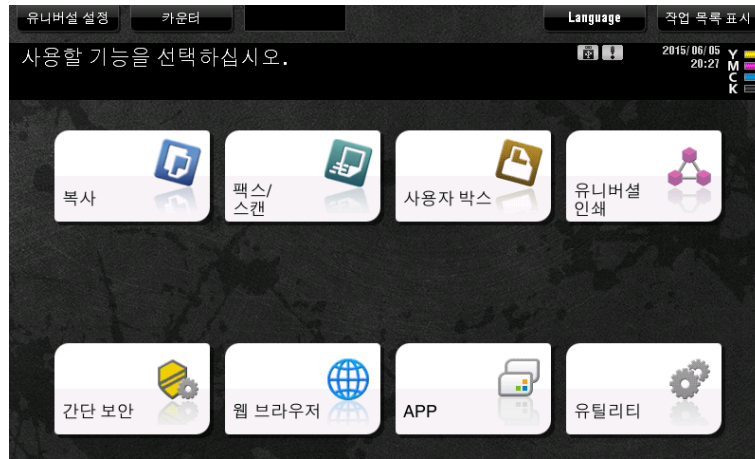 유니버설 설정 카운터 Language 작업 목록 표시
사용할 기능을 선택하십시오.
2015/06/05
20:27
Y
M
C
K
복사
팩스/
스캔
사용자 박스
유니버셜
인쇄
간단 보안
웹 브라우저
APP
유틸리티